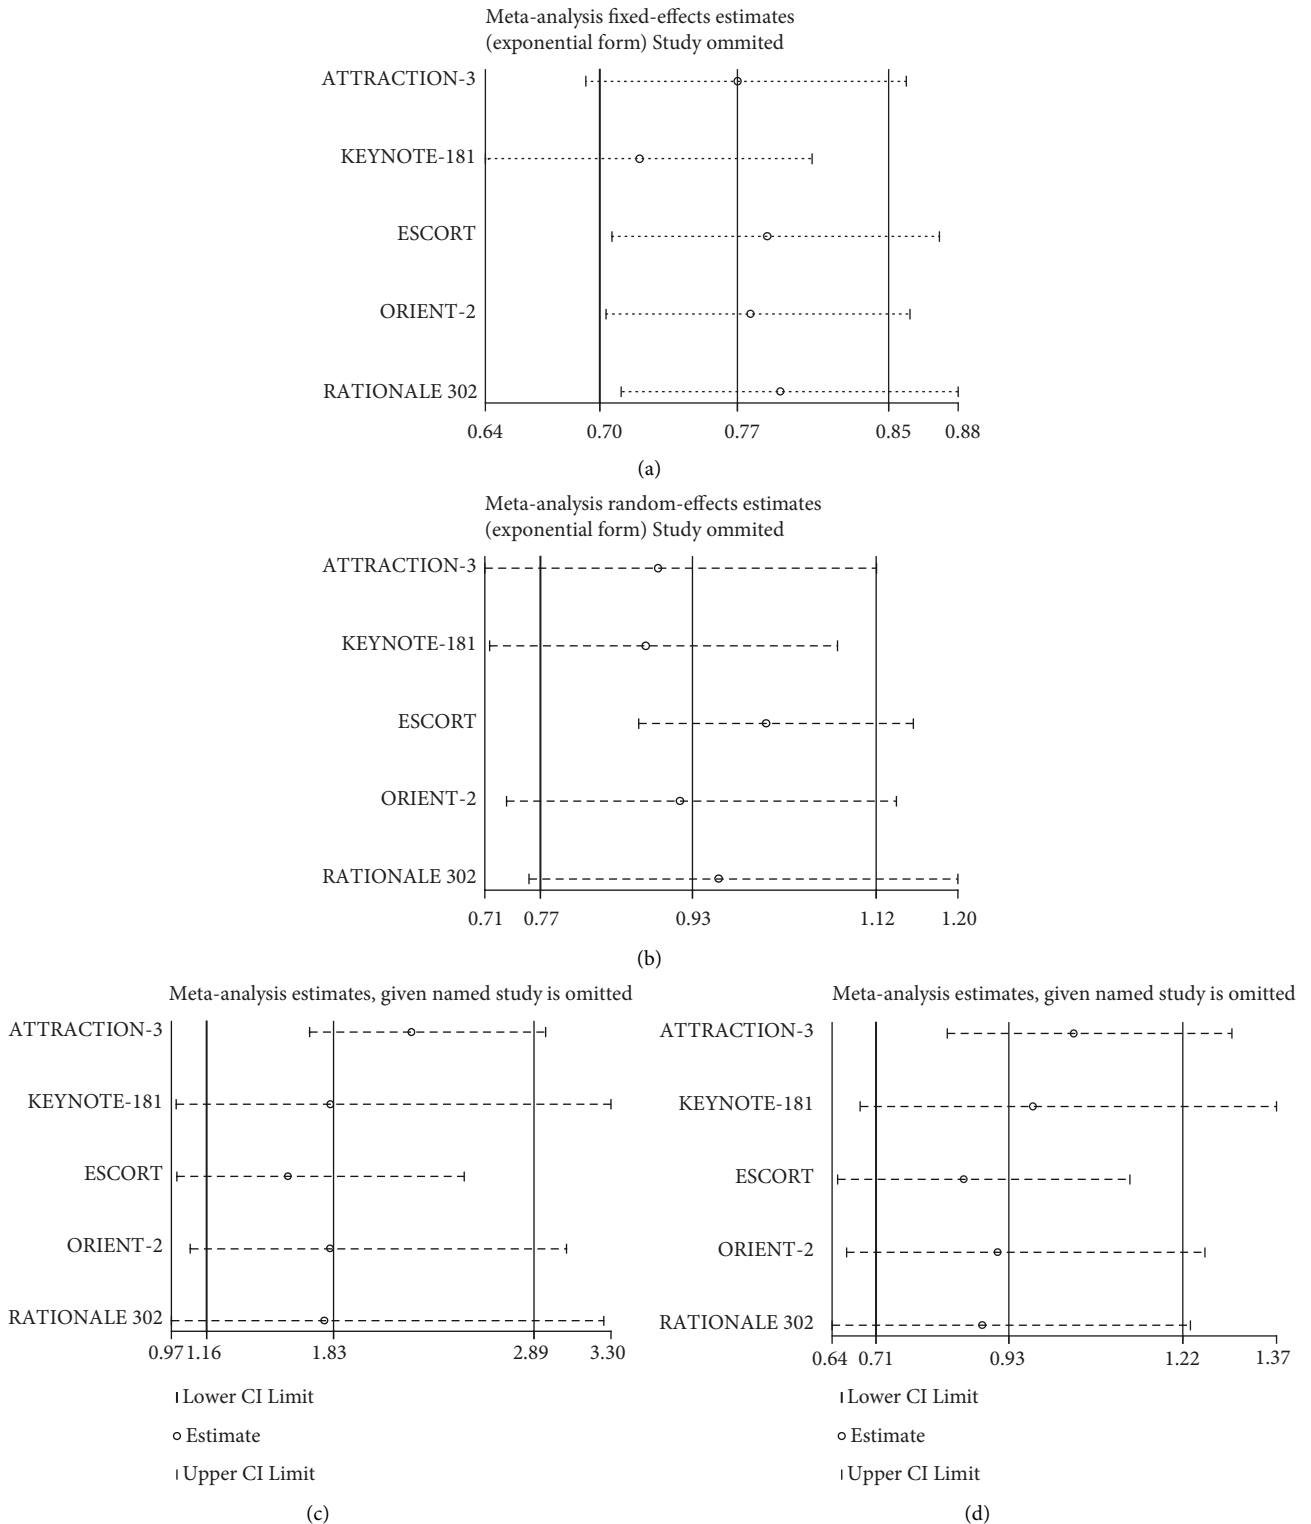 Meta-analysis fixed-effects estimates
(exponential form) Study ommited
ATTRACTION-3
KEYNOTE-181
ESCORT
ORIENT-2
RATIONALE 302
0.64 0.70 0.77 0.85 0.88
(a)
Meta-analysis random-effects estimates
(exponential form) Study ommited
ATTRACTION-3
KEYNOTE-181
ESCORT
ORIENT-2
RATIONALE 302
0.71 0.77 0.93 1.12 1.20
(b)
Meta-analysis estimates, given named study is omitted
ATTRACTION-3
KEYNOTE-181
ESCORT
ORIENT-2
RATIONALE 302
0.97 1.16 1.83 2.89 3.30
Lower CI Limit
Estimate
Upper CI Limit
(c)
Meta-analysis estimates, given named study is omitted
ATTRACTION-3
KEYNOTE-181
ESCORT
ORIENT-2
RATIONALE 302
0.64 0.71 0.93 1.22 1.37
Lower CI Limit
Estimate
Upper CI Limit
(d)